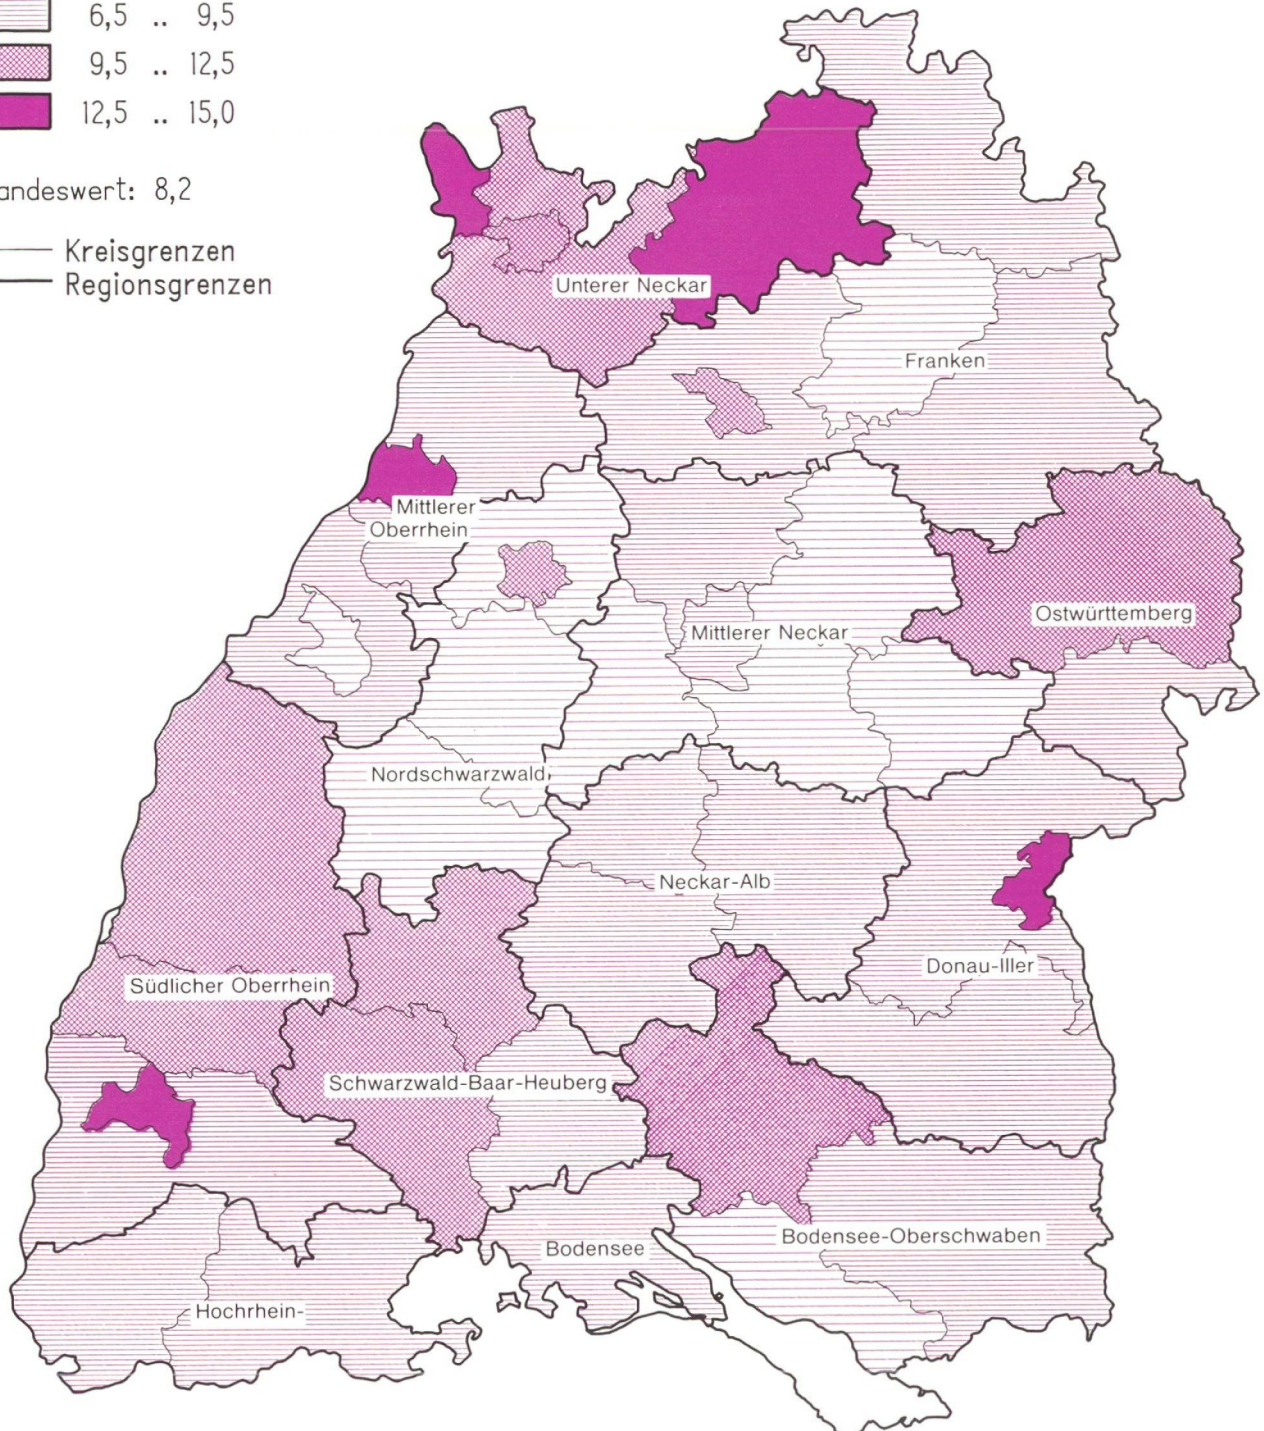 6,5 .. 9,5
9,5 .. 12,5
12,5 .. 15,0
andeswert: 8,2
Kreisgrenzen
Regionsgrenzen
Unterer Neckar
Franken
Mittlerer
Oberrhein
Ostwürttemberg
Mittlerer Neckar
Nordschwarzwald
Neckar-Alb
Donau-Iller
Südlicher Oberrhein
Schwarzwald-Baar-Heuberg
Bodensee-Oberschwaben
Bodensee
Hochrhein-